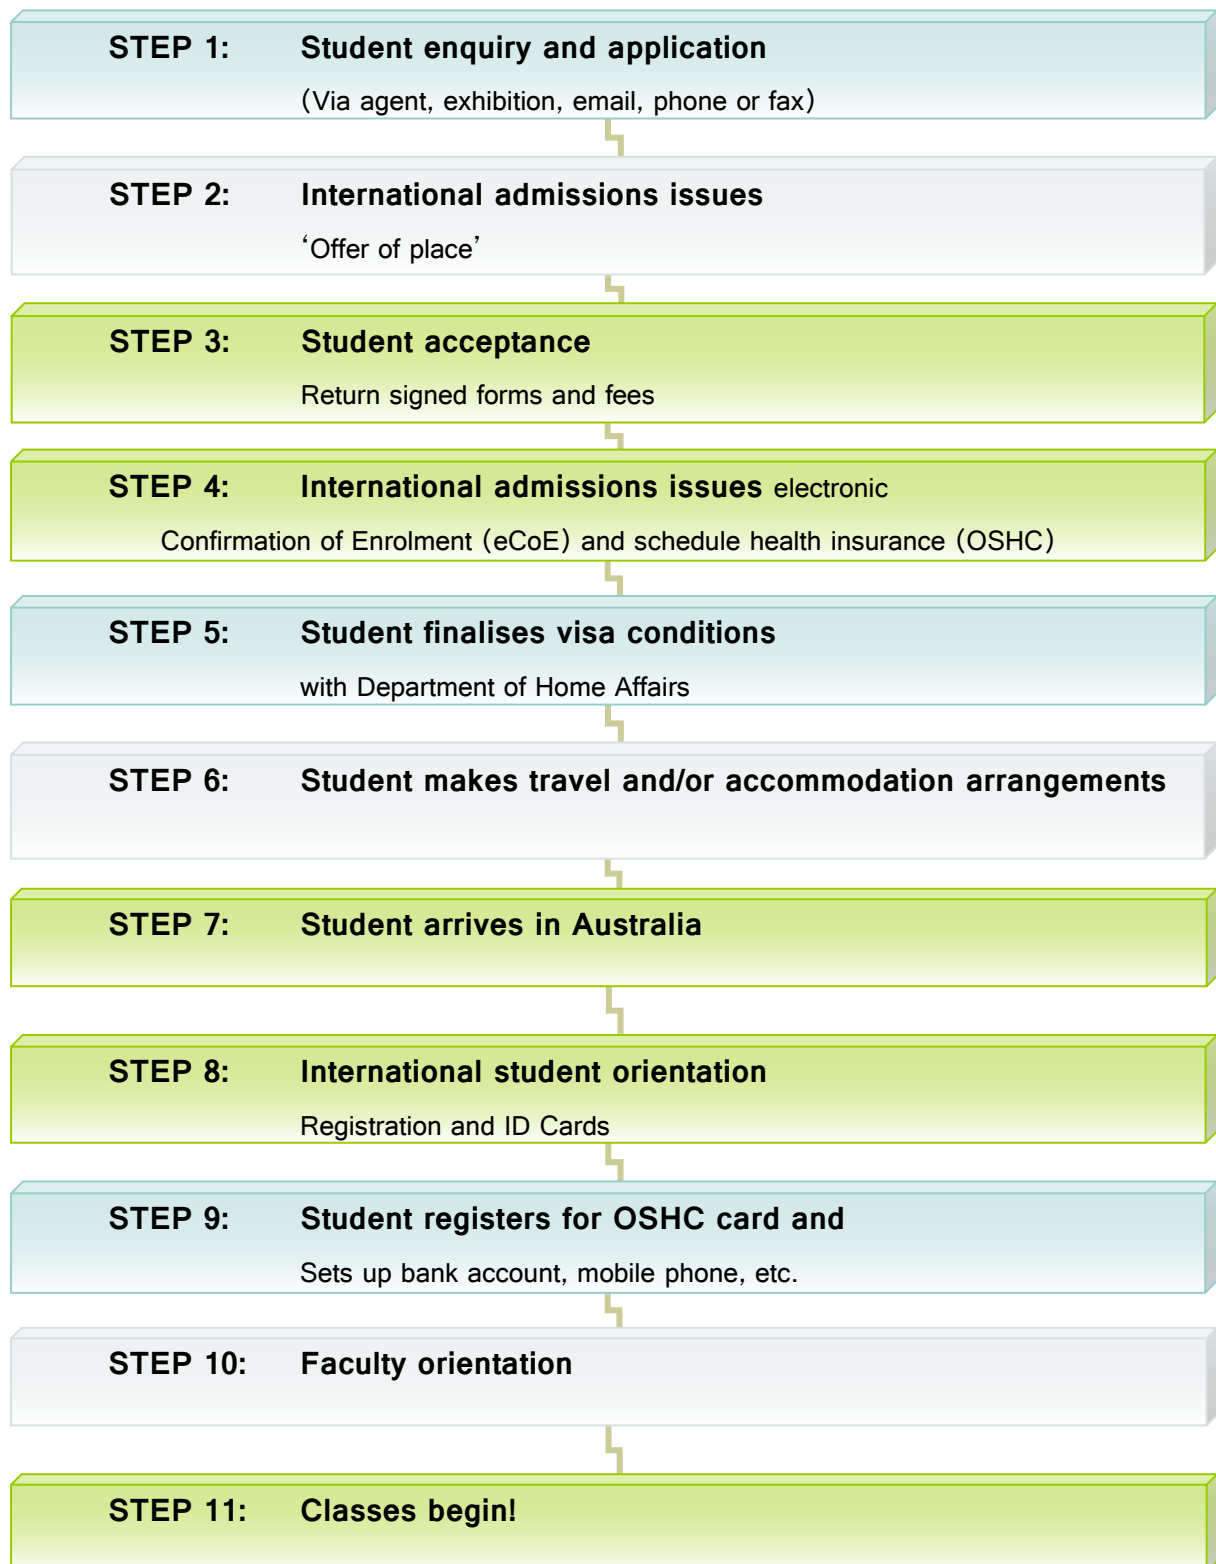 STEP 1: Student enquiry and application
(Via agent, exhibition, email, phone or fax)
STEP 2: International admissions issues
‘Offer of place’
STEP 3: Student acceptance
Return signed forms and fees
STEP 4: International admissions issues electronic
Confirmation of Enrolment (eCoE) and schedule health insurance (OSHC)
STEP 5: Student finalises visa conditions
with Department of Home Affairs
STEP 6: Student makes travel and/or accommodation arrangements
STEP 7: Student arrives in Australia
STEP 8: International student orientation
Registration and ID Cards
STEP 9: Student registers for OSHC card and
Sets up bank account, mobile phone, etc.
STEP 10: Faculty orientation
STEP 11: Classes begin!